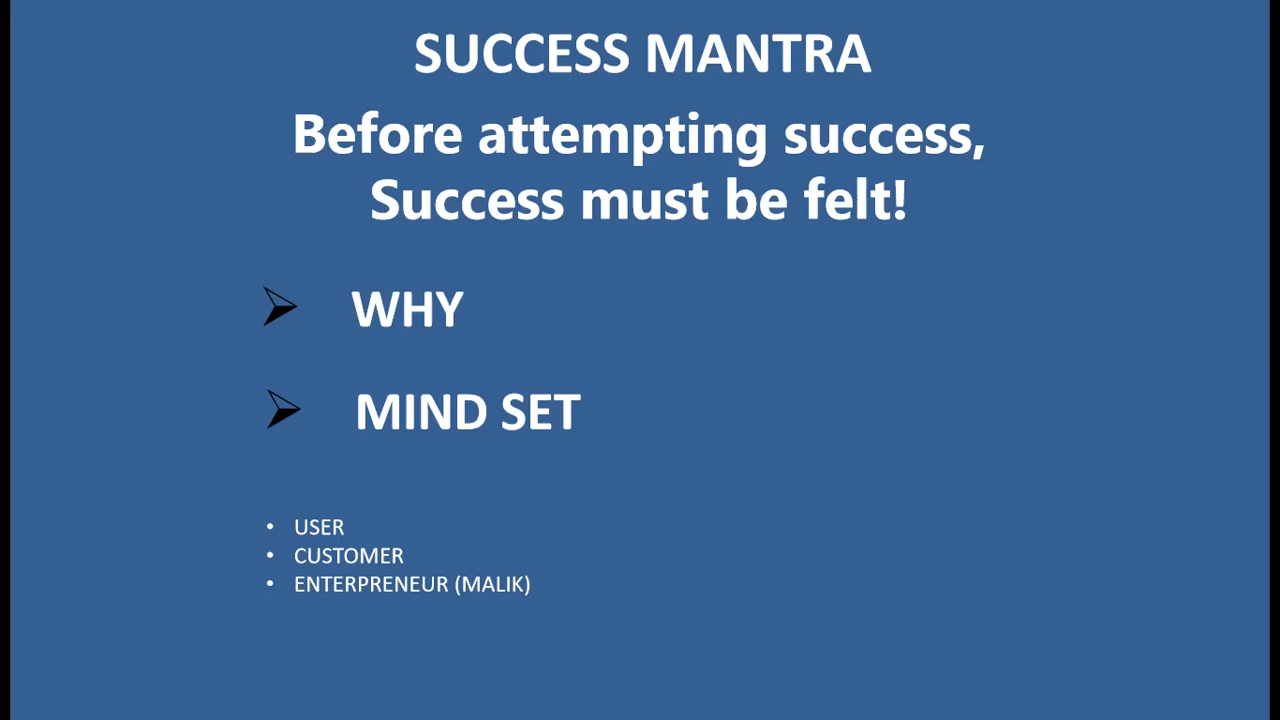 SUCCESS MANTRA
Before attempting success,
Success must be felt!
WHY
MIND SET
• USER
• CUSTOMER
• ENTERPRENEUR (MALIK)